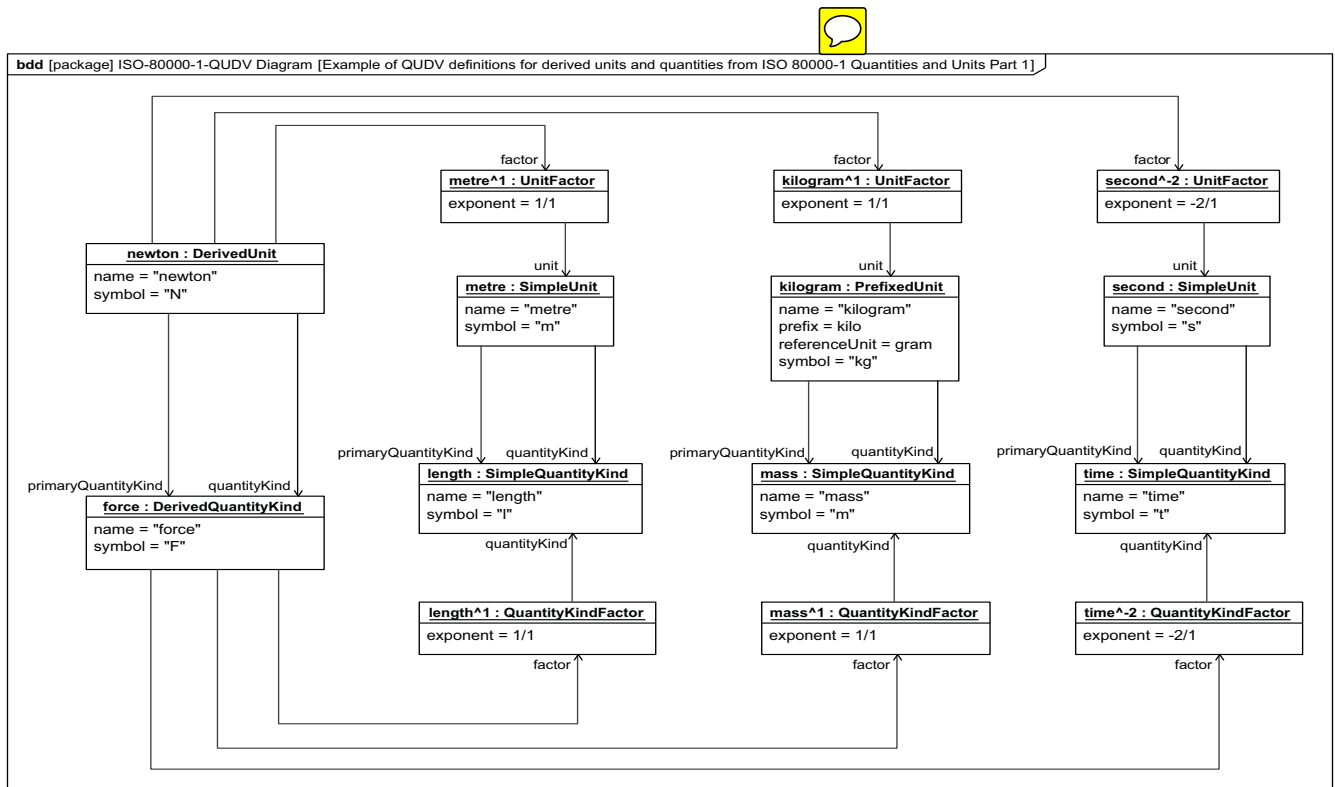 bdd [package] ISO-80000-1-QUDV Diagram [Example of QUDV definitions for derived units and quantities from ISO 80000-1 Quantities and Units Part 1]
factor
factor
factor
metre^1 : UnitFactor
exponent = 1/1
kilogram^1 : UnitFactor
exponent = 1/1
second^-2 : UnitFactor
exponent = -2/1
newton : DerivedUnit
name = "newton"
symbol = "N"
unit
unit
unit
metre : SimpleUnit
name = "metre"
symbol = "m"
kilogram : PrefixedUnit
name = "kilogram"
prefix = kilo
referenceUnit = gram
symbol = "kg"
second : SimpleUnit
name = "second"
symbol = "s"
primaryQuantityKind
quantityKind
primaryQuantityKind
quantityKind
primaryQuantityKind
quantityKind
primaryQuantityKind
quantityKind
force : DerivedQuantityKind
name = "force"
symbol = "F"
length : SimpleQuantityKind
name = "length"
symbol = "l"
mass : SimpleQuantityKind
name = "mass"
symbol = "m"
time : SimpleQuantityKind
name = "time"
symbol = "t"
quantityKind
quantityKind
quantityKind
length^1 : QuantityKindFactor
exponent = 1/1
mass^1 : QuantityKindFactor
exponent = 1/1
time^-2 : QuantityKindFactor
exponent = -2/1
factor
factor
factor